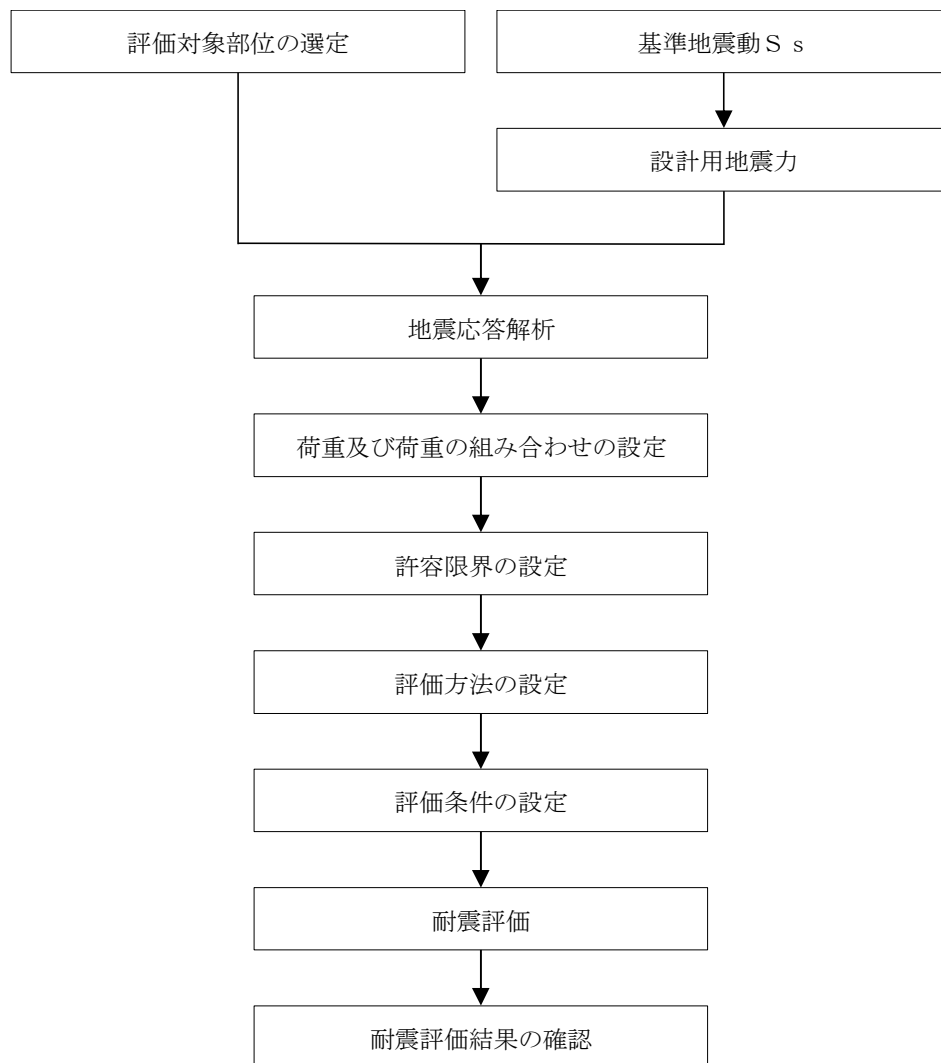 評価対象部位の選定
基準地震動Ｓｓ
設計用地震力
地震応答解析
荷重及び荷重の組み合わせの設定
許容限界の設定
評価方法の設定
評価条件の設定
耐震評価
耐震評価結果の確認